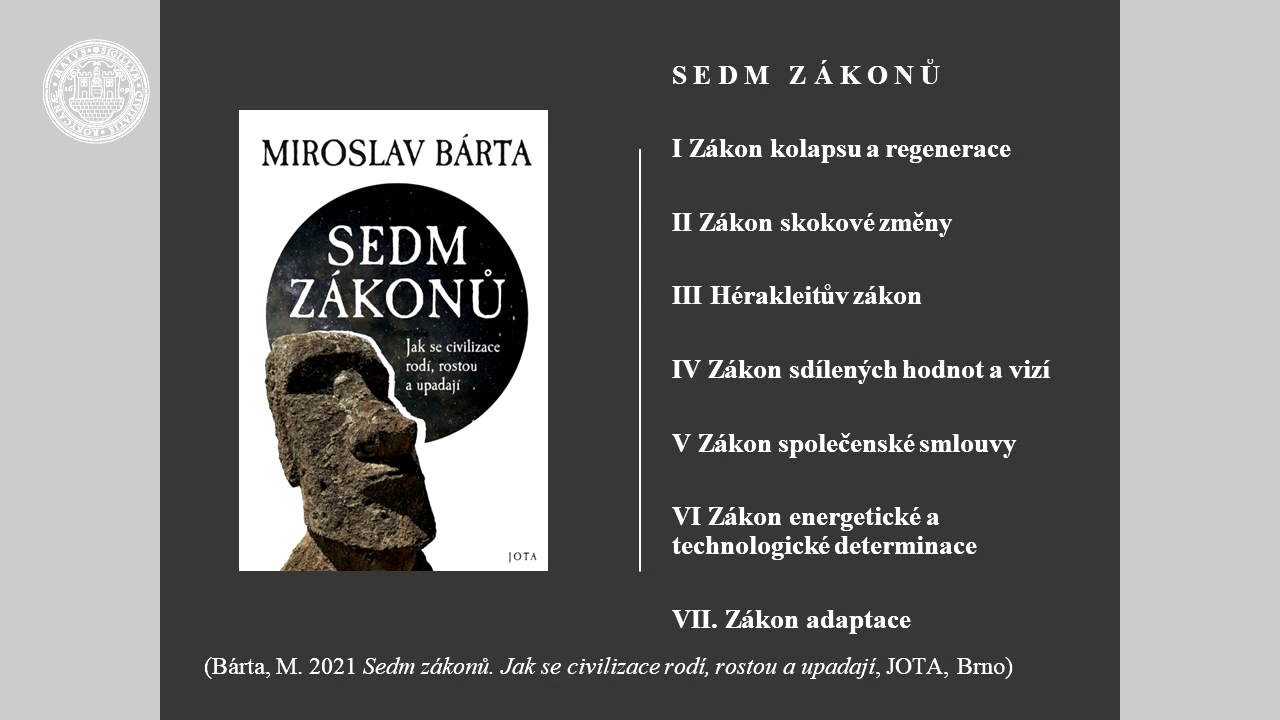 MIROSLAV BÁRTA
SEDM
ZÁKONŮ
Jak se civilizace
rodí, rostou
a upadají
JOTA
SEDM ZÁKONŮ
I Zákon kolapsu a regenerace
II Zákon skokové změny
III Hérakleitův zákon
IV Zákon sdílených hodnot a vizí
V Zákon společenské smlouvy
VI Zákon energetické a
technologické determinace
VII. Zákon adaptace
(Bárta, M. 2021 Sedm zákonů. Jak se civilizace rodí, rostou a upadají, JOTA, Brno)